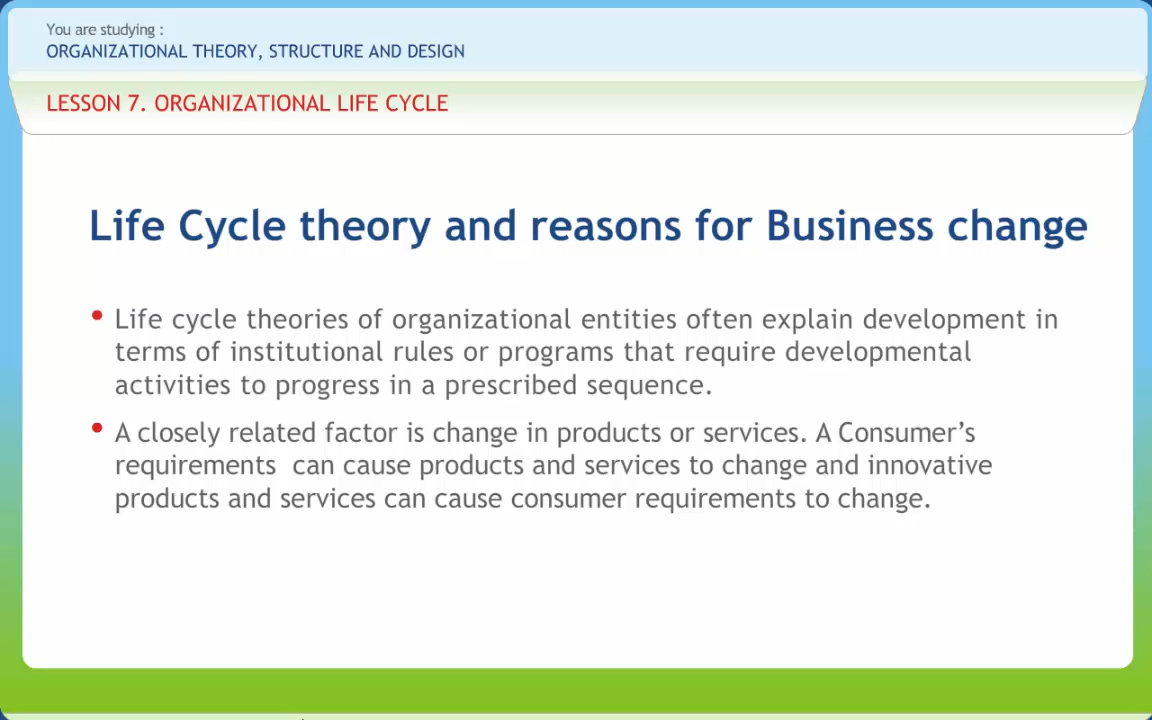 You are studying :
ORGANIZATIONAL THEORY, STRUCTURE AND DESIGN
LESSON 7. ORGANIZATIONAL LIFE CYCLE
Life Cycle theory and reasons for Business change
• Life cycle theories of organizational entities often explain development in
terms of institutional rules or programs that require developmental
activities to progress in a prescribed sequence.
• A closely related factor is change in products or services. A Consumer’s
requirements  can cause products and services to change and innovative
products and services can cause consumer requirements to change.